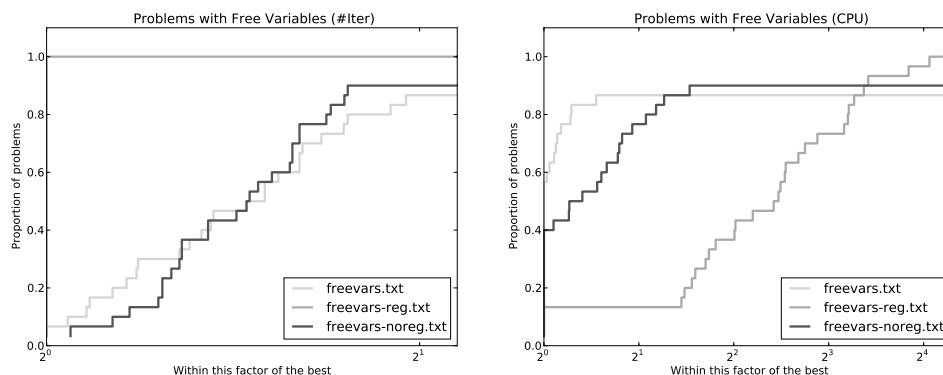 Problems with Free Variables (#Iter)
Proportion of problems
1.0
0.8
0.6
0.4
0.2
0.0
freevars.txt
freevars-reg.txt
freevars-noreg.txt
2^0
2^1
Within this factor of the best
Problems with Free Variables (CPU)
Proportion of problems
1.0
0.8
0.6
0.4
0.2
0.0
freevars.txt
freevars-reg.txt
freevars-noreg.txt
2^0
2^1
2^2
2^3
2^4
Within this factor of the best